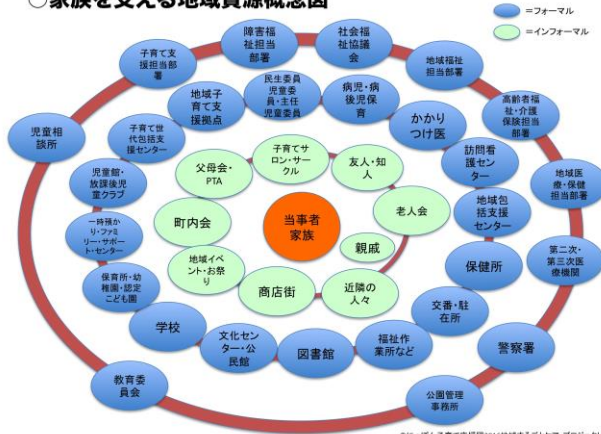 ○家族を支える地域資源概念図
=フォーマル
=インフォーマル
障害福
祉担当
部署
社会福
祉協議
会
子育て支
援担当部
署
地域福祉
担当部署
高齢者福
祉・介護
保険担当
部署
児童相
談所
地域医
療・保健
担当部署
第二次・
第三次医
療機関
警察署
公園管理
事務所
教育委
員会
民生委員
児童委
員・主任
児童委員
病児・病
後児保
育
地域子
育て支
援拠点
かかり
つけ医
子育て世
代包括支
援センター
訪問看
護セン
ター
児童館・
放課後児
童クラブ
地域包
括支援
センター
一時預か
り・ファミ
リー・サポー
ト・センター
保健所
保育所・幼
稚園・認定
こども園
交番・駐
在所
学校
文化セン
ター・公
民館
図書館
福祉作
業所など
子育てサ
ロン・サー
クル
友人・知
人
父母会・
PTA
老人会
町内会
親戚
地域イベ
ント・お祭
り
商店街
近隣の
人々
当事者
家族